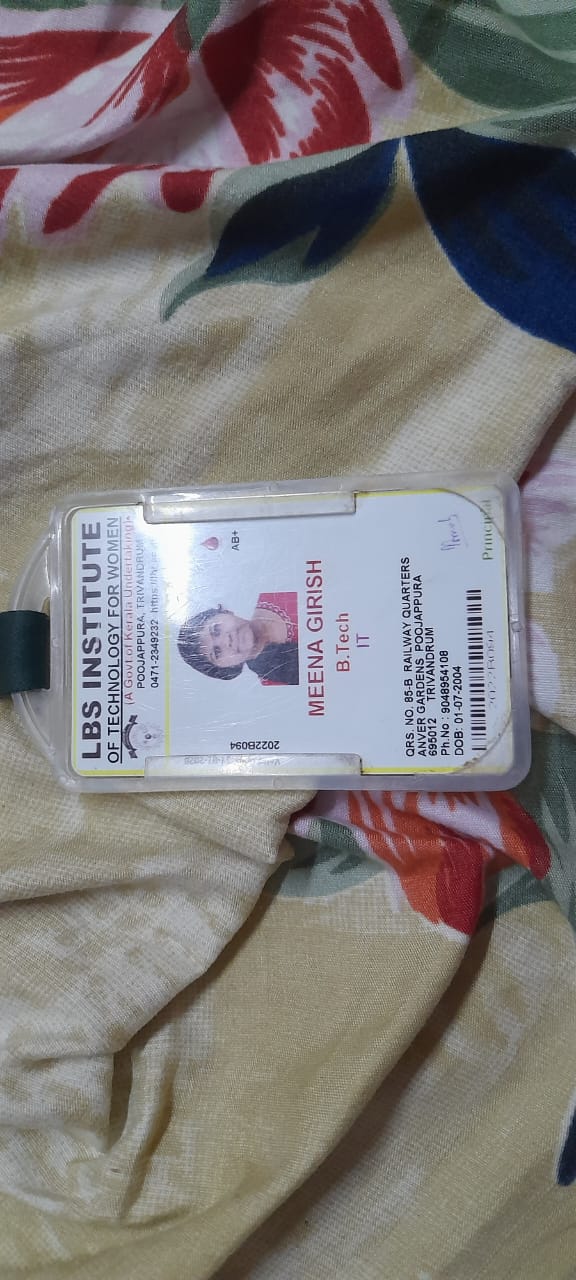 LBS INSTITUTE
OF TECHNOLOGY FOR WOMEN
(A Govt.of Kerala Undertaking)
POOJAPPURA, TRIVANDRUM
0471-2349232
AB+
2022B094
MEENA GIRISH
B.Tech
IT
QRS. NO. 85-B RAILWAY QUARTERS
ANVER GARDENS POOJAPPURA
695012 TRIVANDRUM
Ph.No : 9048954108
DOB: 01-07-2004
2022B094
Principal